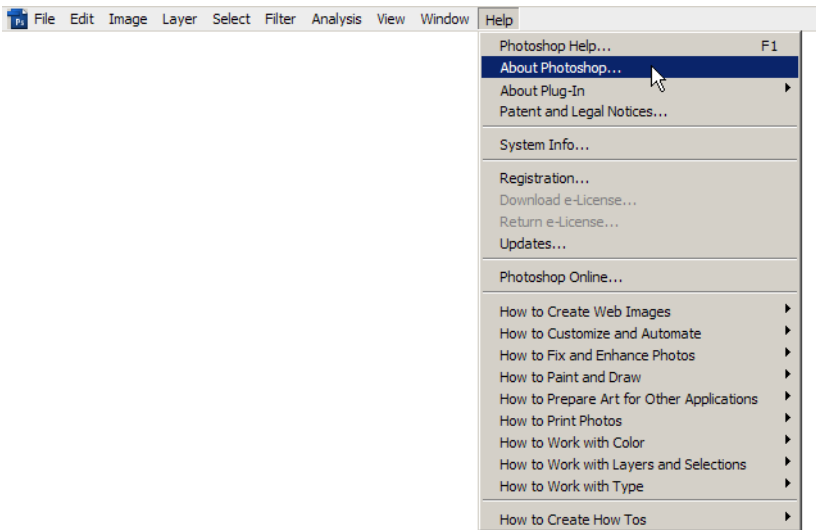 Ps File Edit Image Layer Select Filter Analysis View Window Help
Photoshop Help... F1
About Photoshop...
About Plug-In
Patent and Legal Notices...
System Info...
Registration...
Download e-License...
Return e-License...
Updates...
Photoshop Online...
How to Create Web Images
How to Customize and Automate
How to Fix and Enhance Photos
How to Paint and Draw
How to Prepare Art for Other Applications
How to Print Photos
How to Work with Color
How to Work with Layers and Selections
How to Work with Type
How to Create How Tos